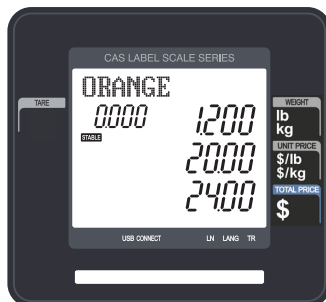 CAS LABEL SCALE SERIES
ORANGE
TARE
0.000
1.200
WEIGHT
lb
kg
STABLE
20.00
UNIT PRICE
$/lb
$/kg
24.00
TOTAL PRICE
$
USB CONNECT LN LANG TR